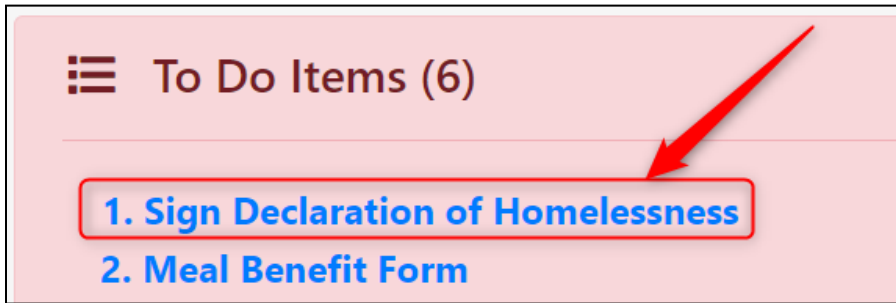 To Do Items (6)
1. Sign Declaration of Homelessness
2. Meal Benefit Form